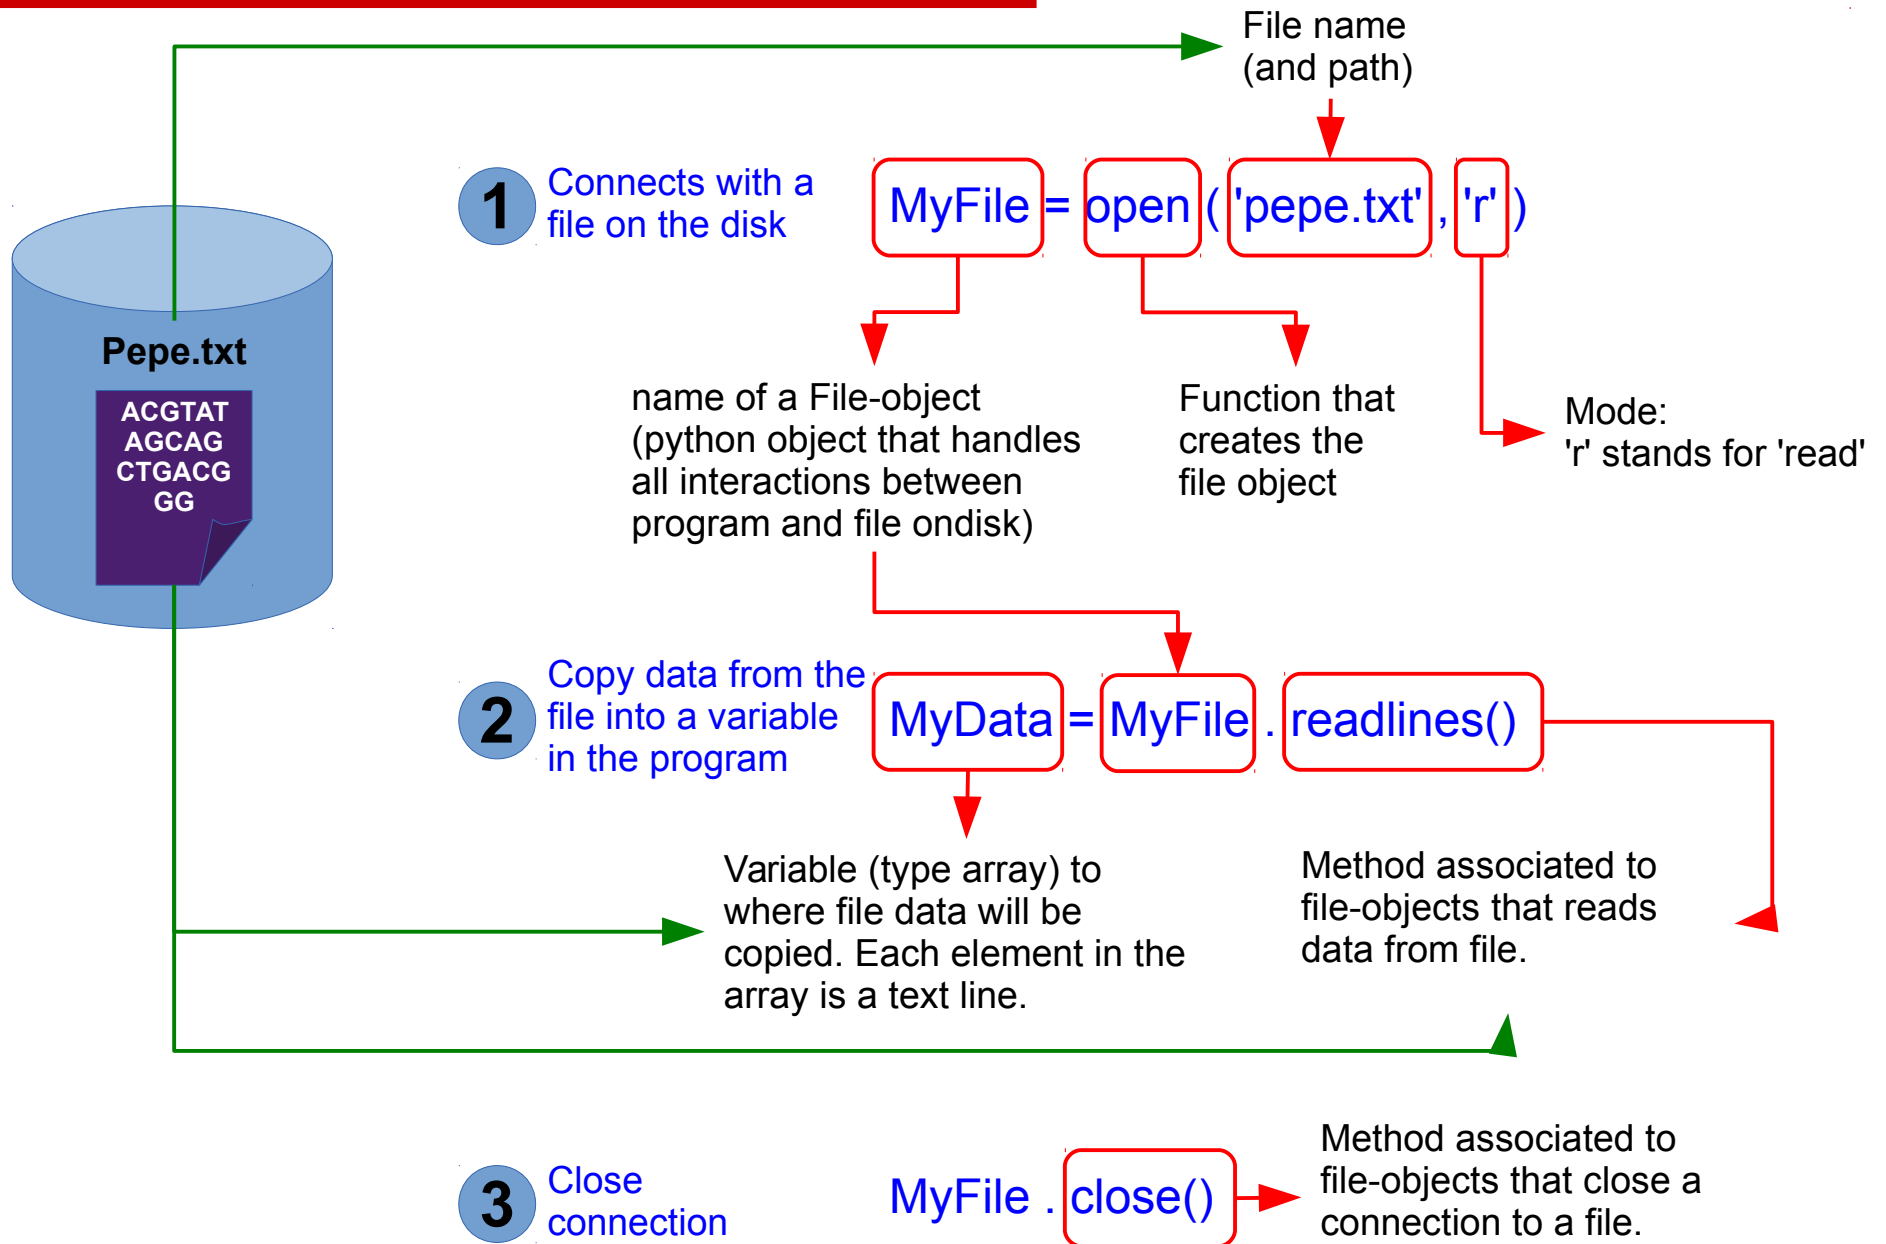 File name
(and path)
1
Connects with a
file on the disk
MyFile = open ( 'pepe.txt' , 'r' )
Pepe.txt
ACGTAT
AGCAG
CTGACG
GG
name of a File-object
(python object that handles
all interactions between
program and file ondisk)
Function that
creates the
file object
Mode:
'r' stands for 'read'
2
Copy data from the
file into a variable
in the program
MyData = MyFile . readlines()
Variable (type array) to
where file data will be
copied. Each element in the
array is a text line.
Method associated to
file-objects that reads
data from file.
3
Close
connection
MyFile . close()
Method associated to
file-objects that close a
connection to a file.